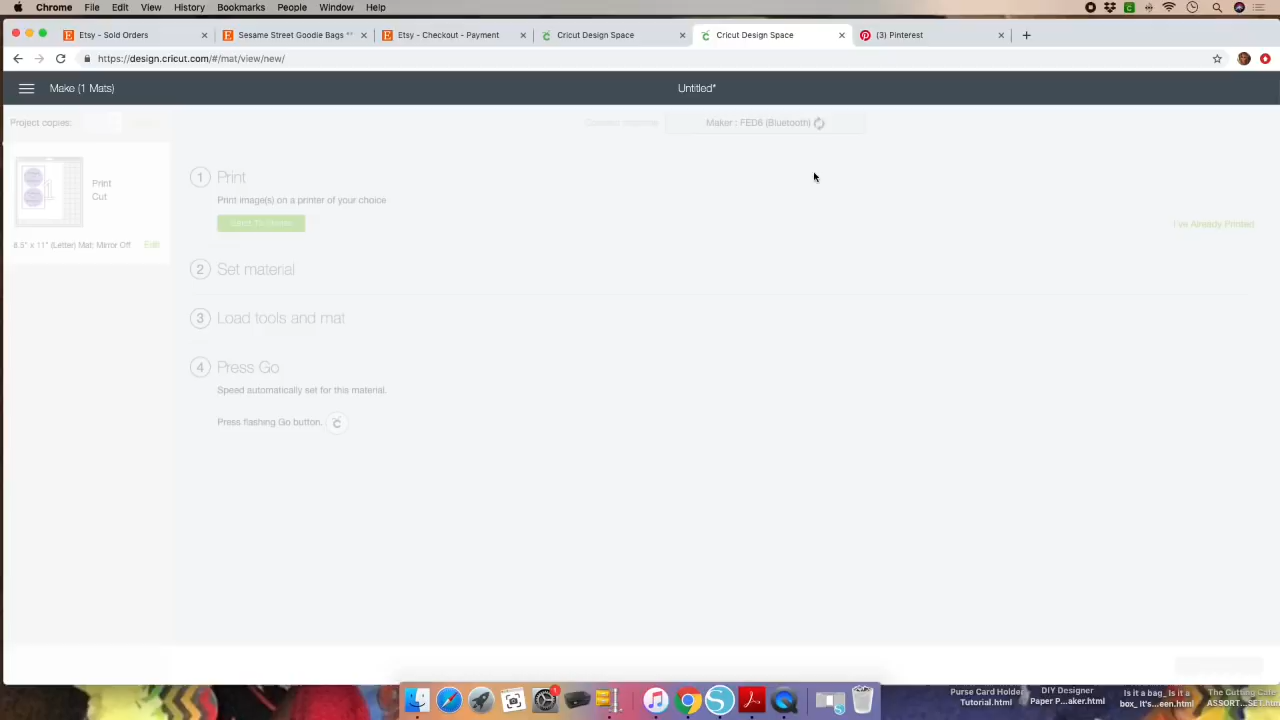 Chrome File Edit View History Bookmarks People Window Help
Etsy - Sold Orders
Sesame Street Goodie Bags
Etsy - Checkout - Payment
Cricut Design Space
Cricut Design Space
(3) Pinterest
https://design.cricut.com/#/mat/view/new/
Make (1 Mats)
Untitled*
Project copies:
Maker : FED6 (Bluetooth)
Print
Cut
8.5" x 11" (Letter) Mat; Mirror Off Edit
1 Print
Print image(s) on a printer of your choice
Send To Printer
I've Already Printed
2 Set material
3 Load tools and mat
4 Press Go
Speed automatically set for this material.
Press flashing Go button.
Purse Card Holder
Tutorial.html
DIY Designer
Paper P...aker.html
Is it a bag_ Is it a
box_ It's...een.html
The Cutting Cafe
ASSORT...SET.htm